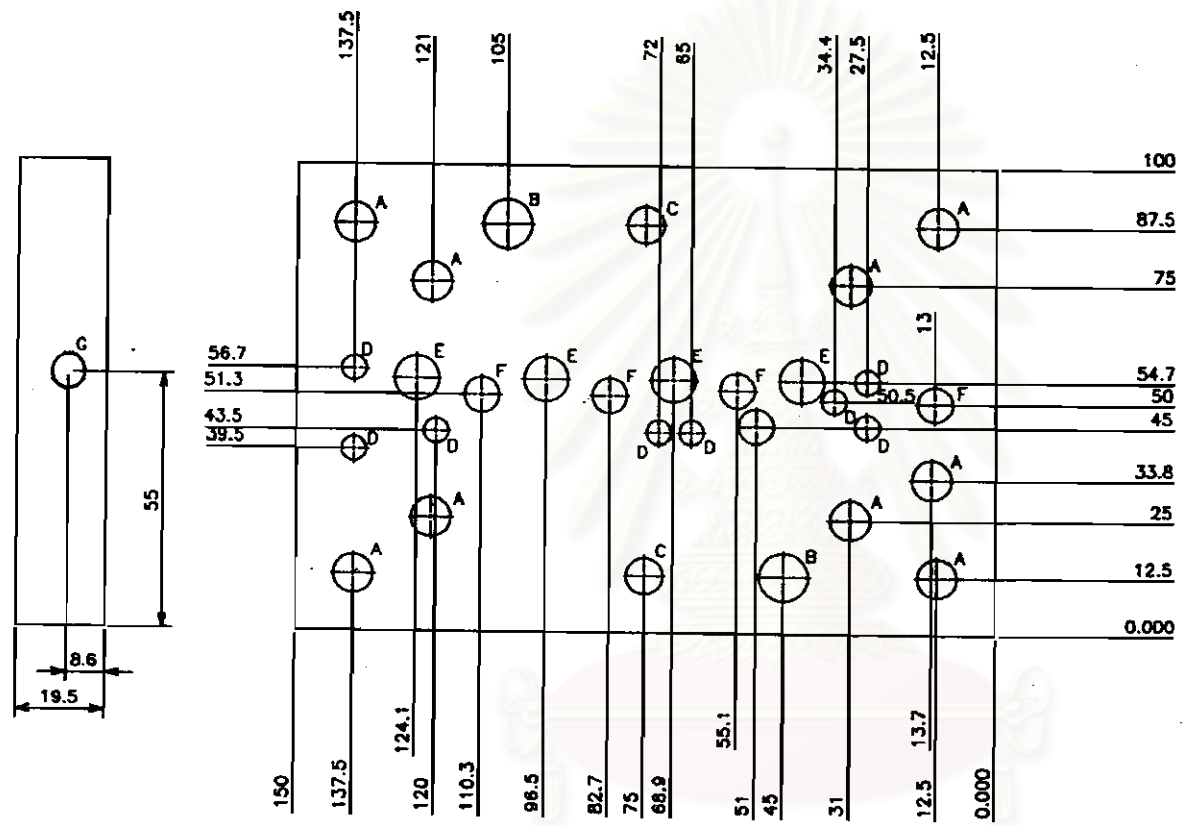 137.5
121
105
72
65
34.4
27.5
12.5
100
A
B
C
A
87.5
A
A
75
13
G
56.7
D
E
E
E
E
D
54.7
51.3
F
F
F
50.5
F
50
43.5
D
D
D
D
D
45
39.5
D
A
33.8
55
A
A
25
A
C
B
A
12.5
0.000
8.6
19.5
124.1
55.1
13.7
150
137.5
120
110.3
96.5
82.7
75
68.9
51
45
31
12.5
0.000